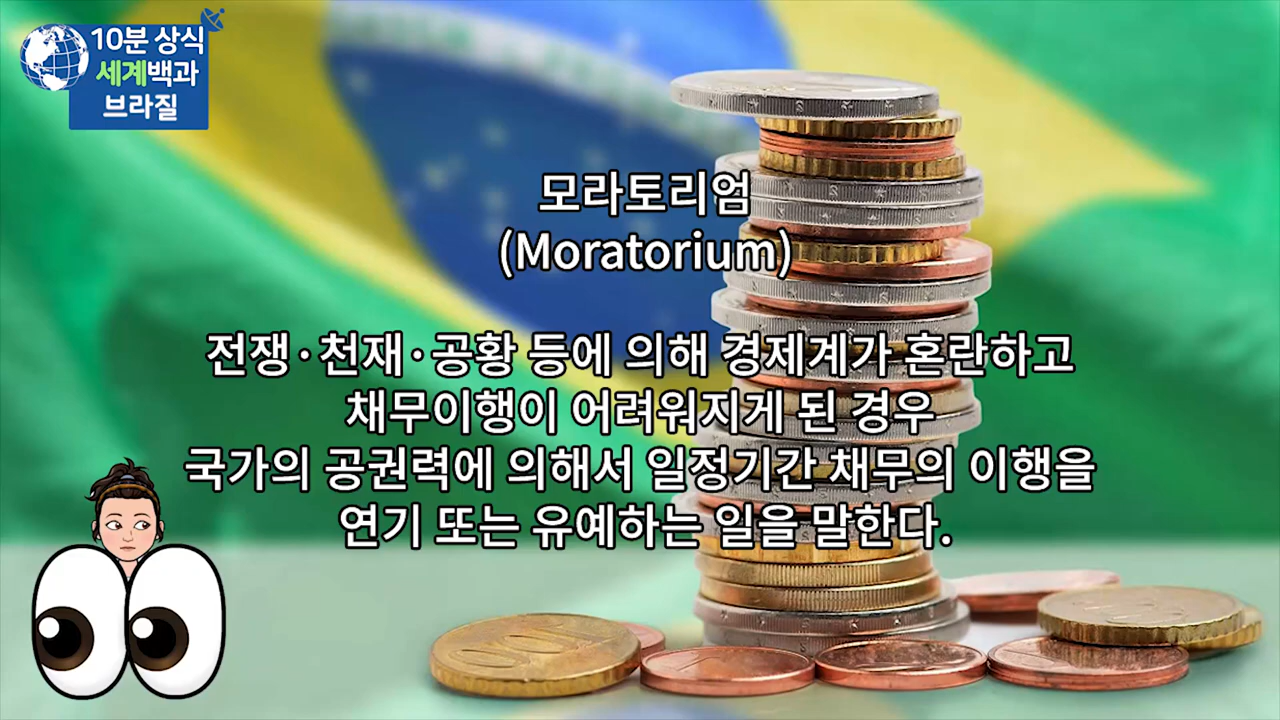 10분 상식
세계백과
브라질
모라토리엄
(Moratorium)
전쟁·천재·공황 등에 의해 경제계가 혼란하고
채무이행이 어려워지게 된 경우
국가의 공권력에 의해서 일정기간 채무의 이행을
연기 또는 유예하는 일을 말한다.